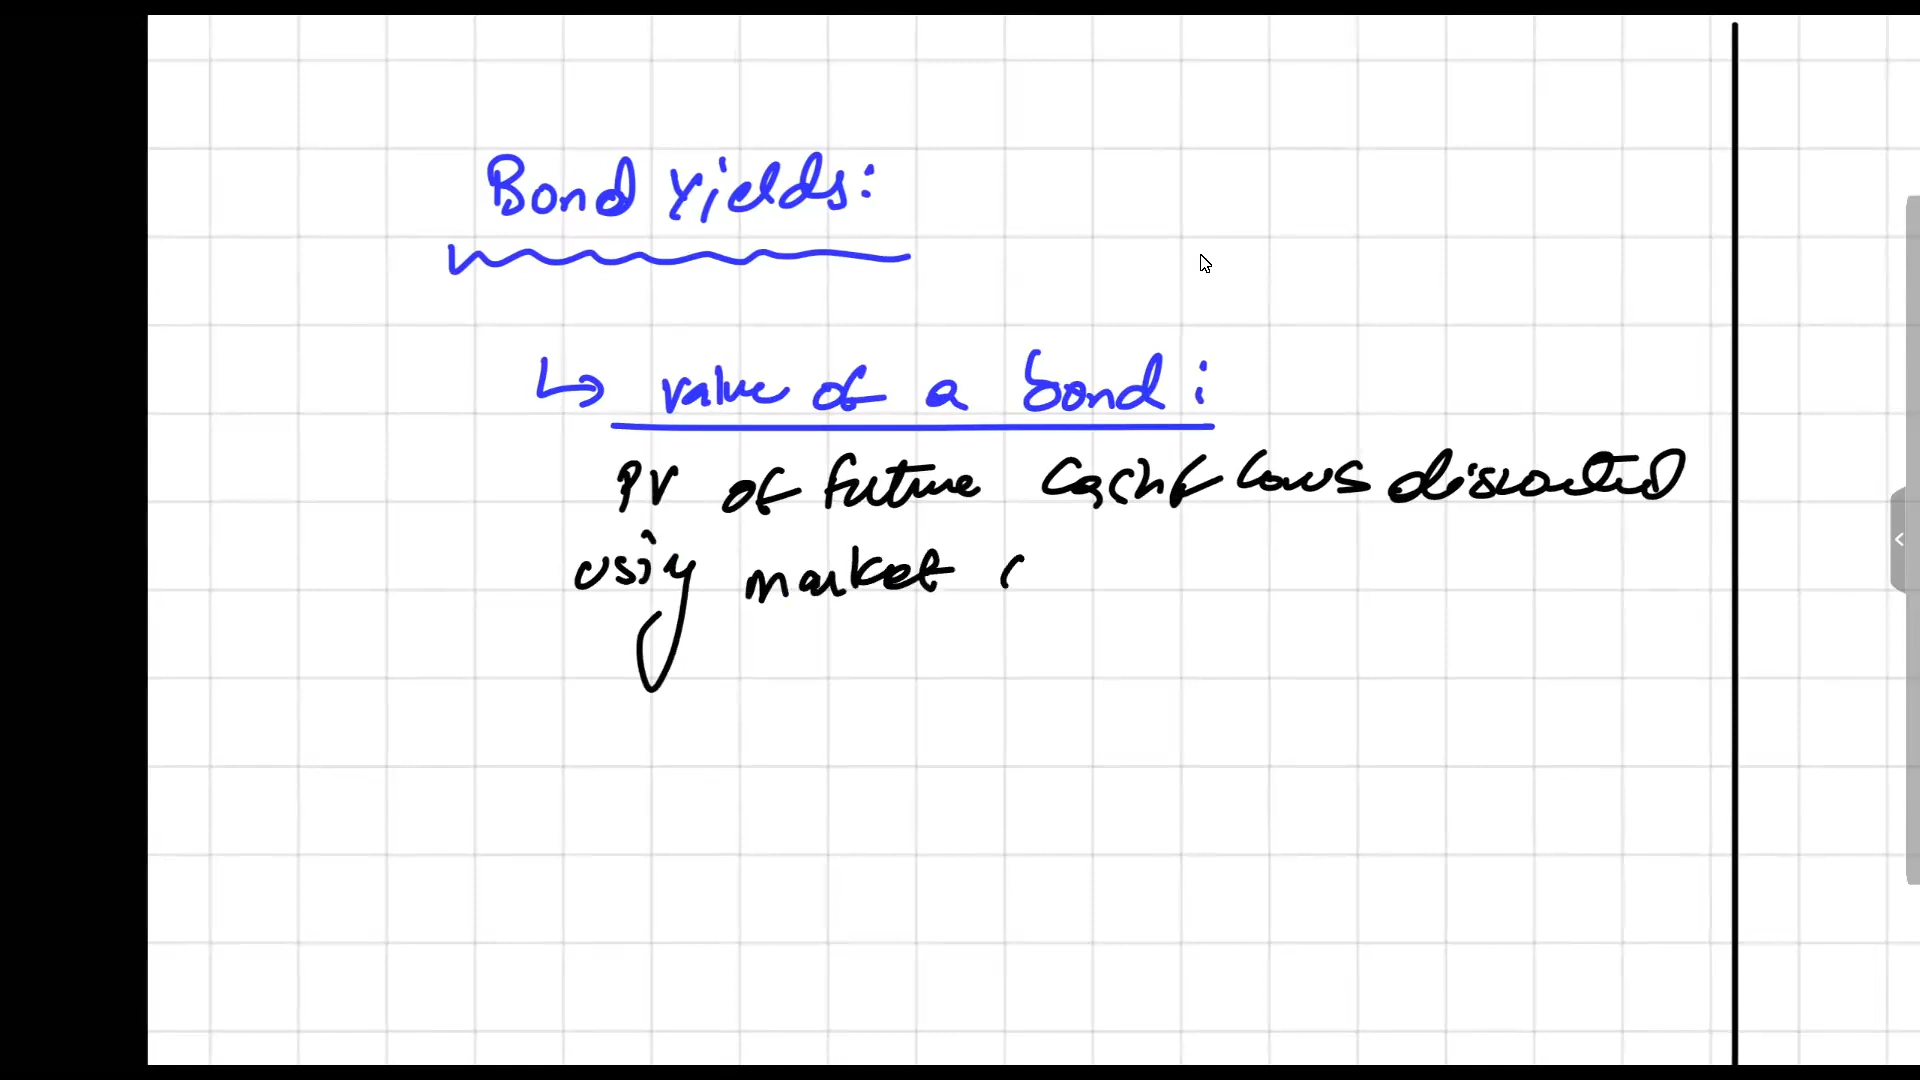 Bond Yields:
↳ value of a bond :
PV of future Cashflows discounted
using market